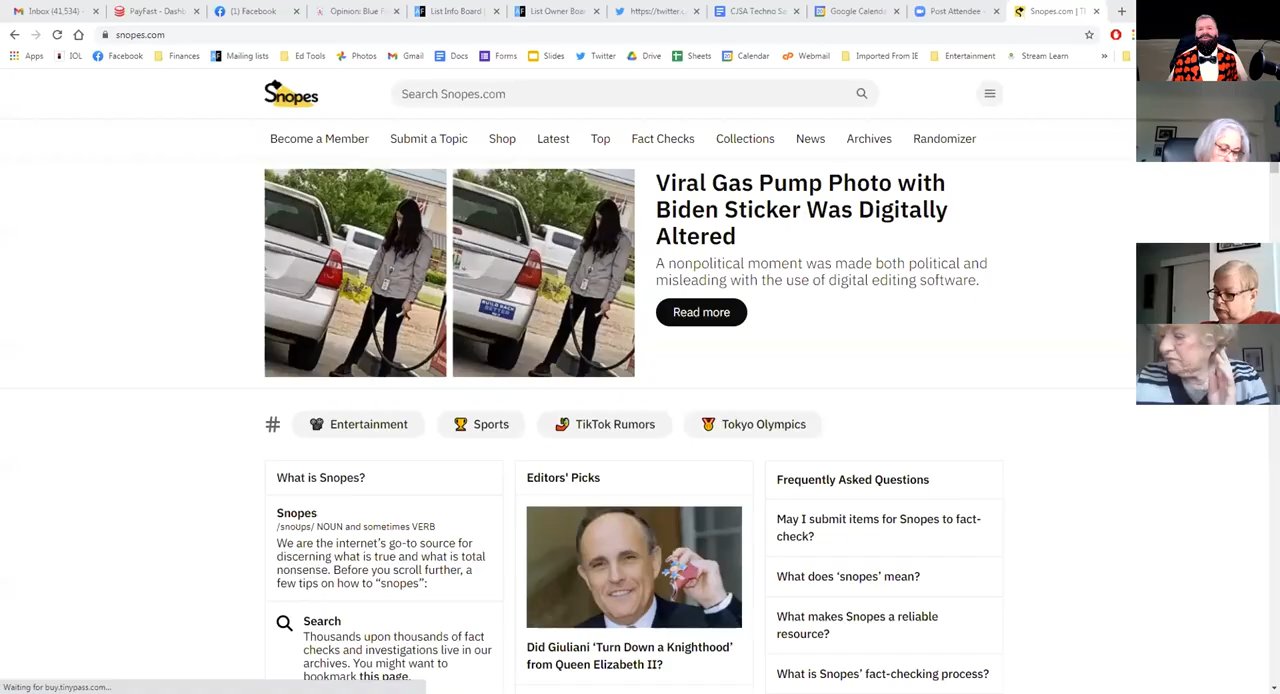 Inbox (41,534)
PayFast - Dashb
(1) Facebook
Opinion: Blue F
List Info Board |
List Owner Boa
https://twitter.c
CJSA Techno Sa
Google Calenda
Post Attendee -
Snopes.com | Th
snopes.com
Apps IOL Facebook Finances Mailing lists Ed Tools Photos Gmail Docs Forms Slides Twitter Drive Sheets Calendar Webmail Imported From IE Entertainment Stream Learn »
Snopes
Search Snopes.com
Become a Member Submit a Topic Shop Latest Top Fact Checks Collections News Archives Randomizer
Viral Gas Pump Photo with
Biden Sticker Was Digitally
Altered
A nonpolitical moment was made both political and
misleading with the use of digital editing software.
Read more
BUILD BACK
BETTER
# Entertainment Sports TikTok Rumors Tokyo Olympics
What is Snopes?
Snopes
/snoups/ NOUN and sometimes VERB
We are the internet's go-to source for
discerning what is true and what is total
nonsense. Before you scroll further, a
few tips on how to "snopes":
Search
Thousands upon thousands of fact
checks and investigations live in our
archives. You might want to
bookmark this page.
Editors' Picks
Did Giuliani 'Turn Down a Knighthood'
from Queen Elizabeth II?
Frequently Asked Questions
May I submit items for Snopes to fact-
check?
What does 'snopes' mean?
What makes Snopes a reliable
resource?
What is Snopes' fact-checking process?
Waiting for buy.tinypass.com...